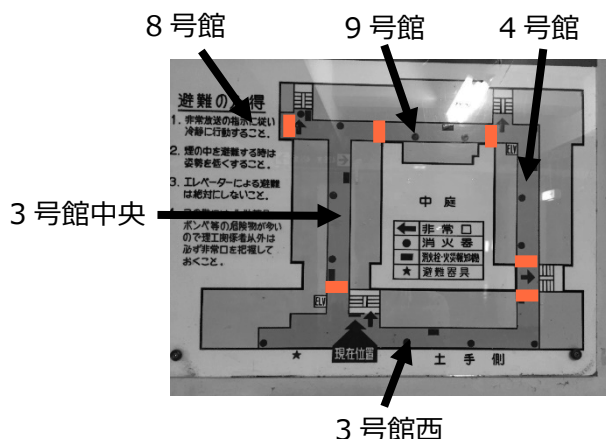 8号館
9号館
4号館
避難の
得
1. 非常放送の指示に従い
冷静に行動すること。
2. 煙の中を避難する時は
姿勢を低くすること。
3. エレベーターによる避難
は絶対にしないこと。
ボンベ等の危険物が多い
ので理工関係者以外は
必ず非常口を把握して
おくこと。
3号館中央
ELV
中庭
非常口
消火器
避難器具
ELV
現在位置
土手側
3号館西